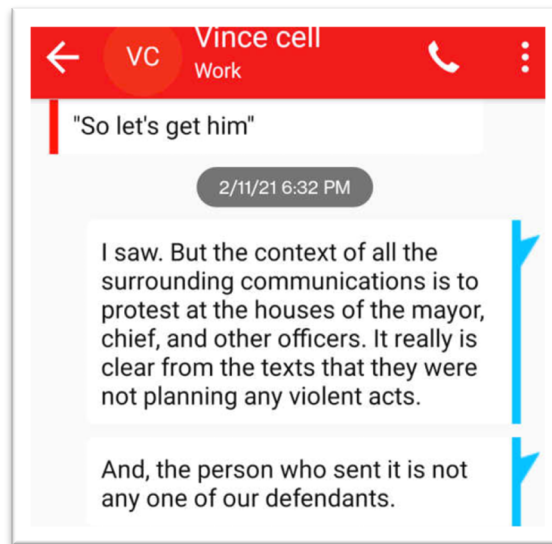 Vince cell
VC
Work
"So let's get him"
2/11/21 6:32 PM
I saw. But the context of all the
surrounding communications is to
protest at the houses of the mayor,
chief, and other officers. It really is
clear from the texts that they were
not planning any violent acts.
And, the person who sent it is not
any one of our defendants.